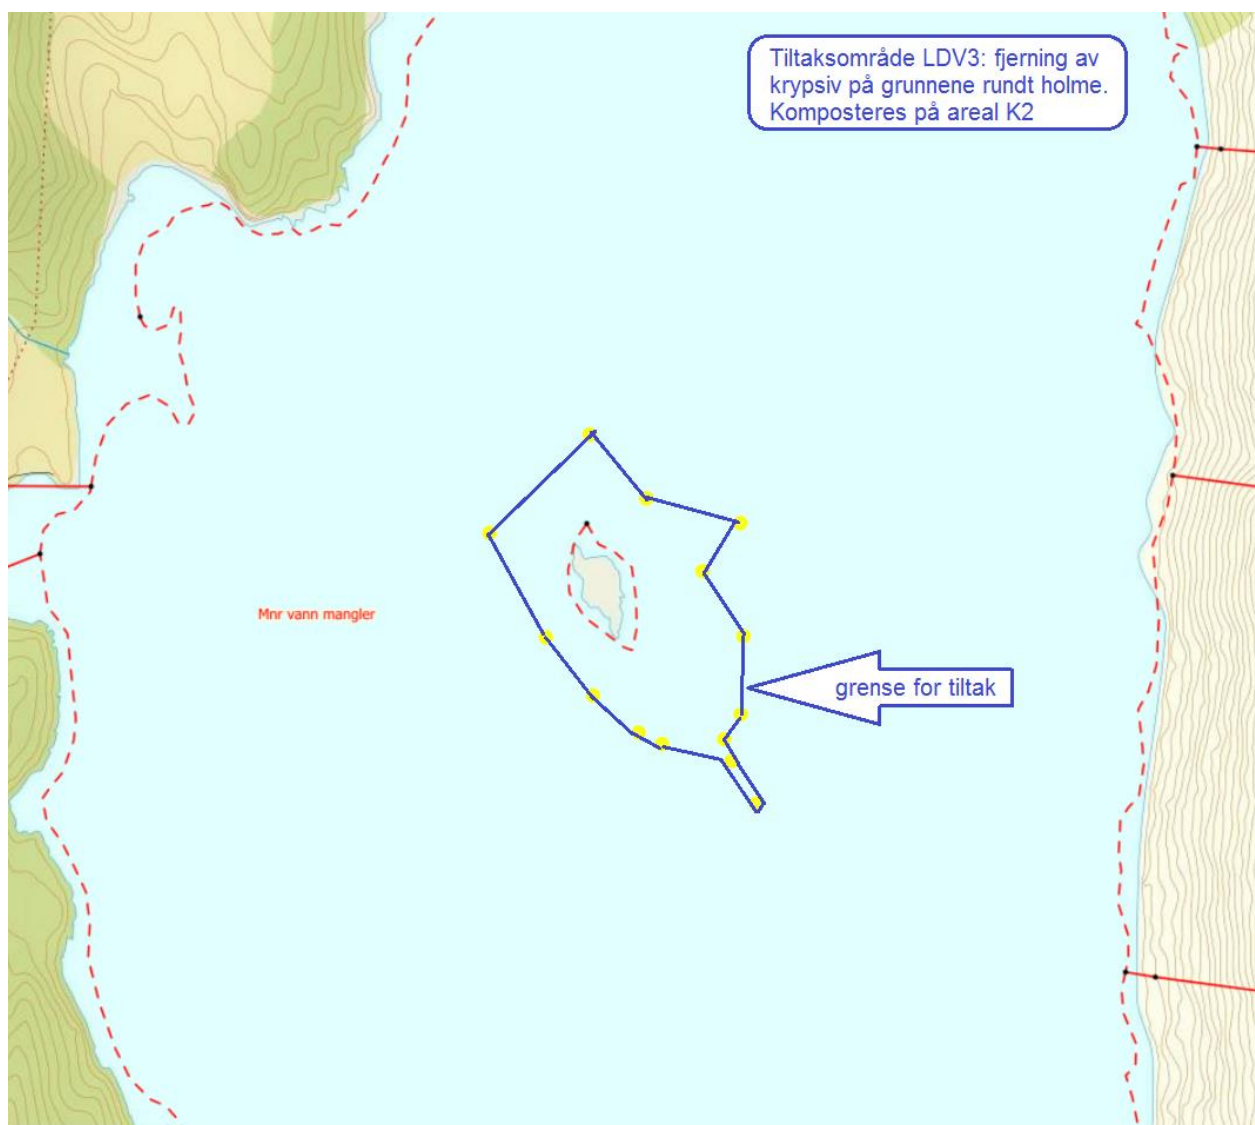 Tiltaksområde LDV3: fjerning av
krypsiv på grunnene rundt holme.
Komposteres på areal K2
Mnr vann mangler
grense for tiltak